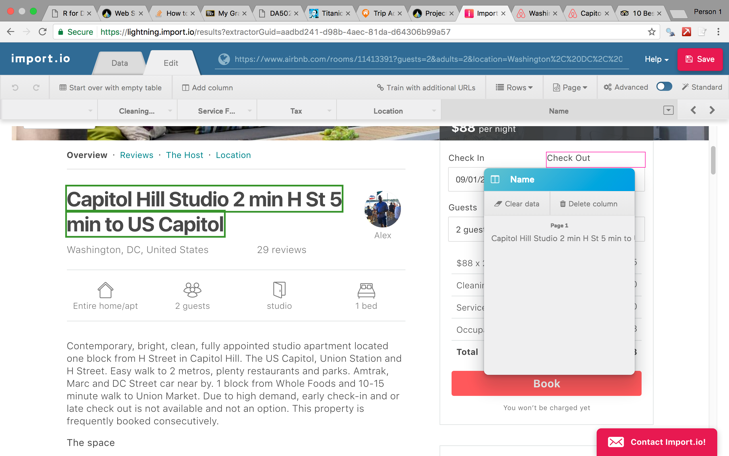 R for D
Web S
How to
My Gr
DA502
Titanic
Trip A
Project
Import
Washi
Capito
10 Bes
Person 1
Secure https://lightning.import.io/results?extractorGuid=aadbd241-d98b-4aec-81da-d64306b99a57
import.io
Data
Edit
https://www.airbnb.com/rooms/11413391?guests=2&adults=2&location=Washington%2C%20DC%2C%2C
Help
Save
Start over with empty table
Add column
Train with additional URLs
Rows
Page
Advanced
Standard
Cleaning...
Service F...
Tax
Location
Name
$88 per night
Overview · Reviews · The Host · Location
Check In
Check Out
09/01/2
Name
Clear data
Delete column
Page 1
Capitol Hill Studio 2 min H St 5 min to
Capitol Hill Studio 2 min H St 5
min to US Capitol
Alex
Washington, DC, United States
29 reviews
Guests
2 gues
Entire home/apt
2 guests
studio
1 bed
$88 x
Cleanin
Service
Occup
Total
Book
You won't be charged yet
Contemporary, bright, clean, fully appointed studio apartment located
one block from H Street in Capitol Hill. The US Capitol, Union Station and
H Street. Easy walk to 2 metros, plenty restaurants and parks. Amtrak,
Marc and DC Street car near by. 1 block from Whole Foods and 10-15
minute walk to Union Market. Due to high demand, early check-in and or
late check out is not available and not an option. This property is
frequently booked consecutively.
The space
Contact Import.io!